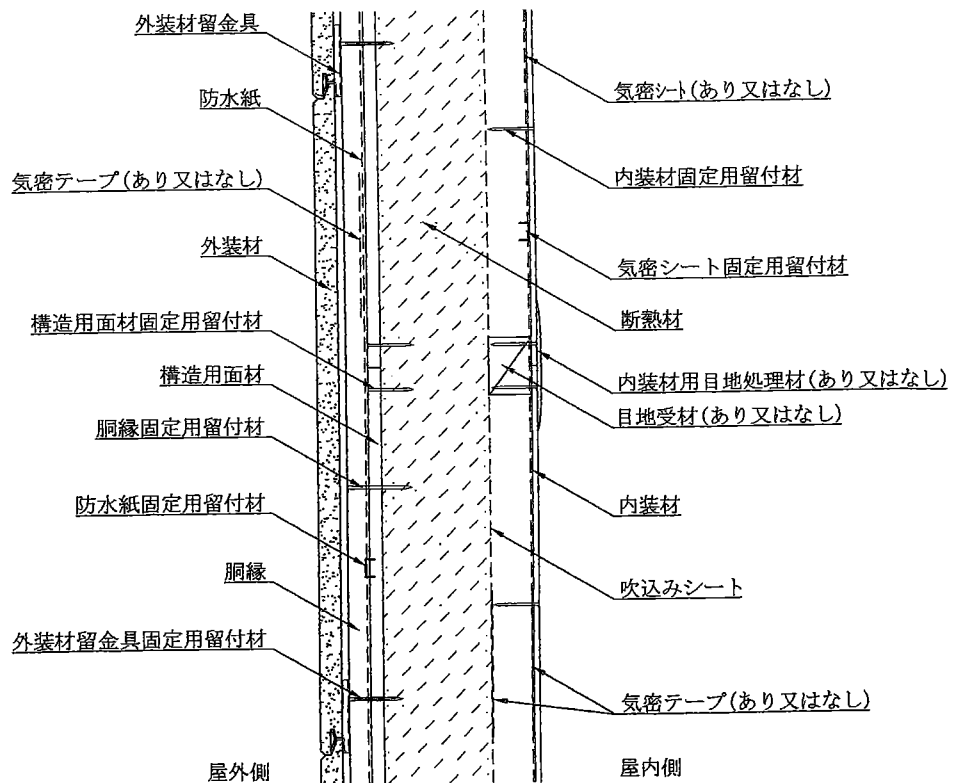 外装材留金具
防水紙
気密テープ(あり又はなし)
外装材
構造用面材固定用留付材
構造用面材
胴縁固定用留付材
防水紙固定用留付材
胴縁
外装材留金具固定用留付材
屋外側
気密シート(あり又はなし)
内装材固定用留付材
気密シート固定用留付材
断熱材
内装材用目地処理材(あり又はなし)
目地受材(あり又はなし)
内装材
吹込みシート
気密テープ(あり又はなし)
屋内側